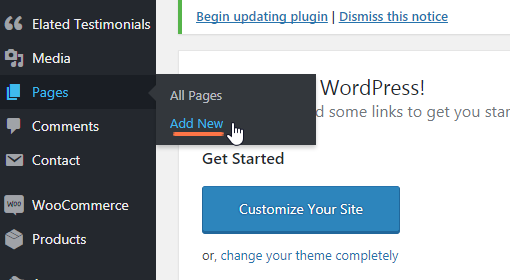 Elated Testimonials
Media
Pages
Comments
Contact
WooCommerce
Products
All Pages
Add New
Begin updating plugin | Dismiss this notice
WordPress!
d some links to get you star
Get Started
Customize Your Site
or, change your theme completely